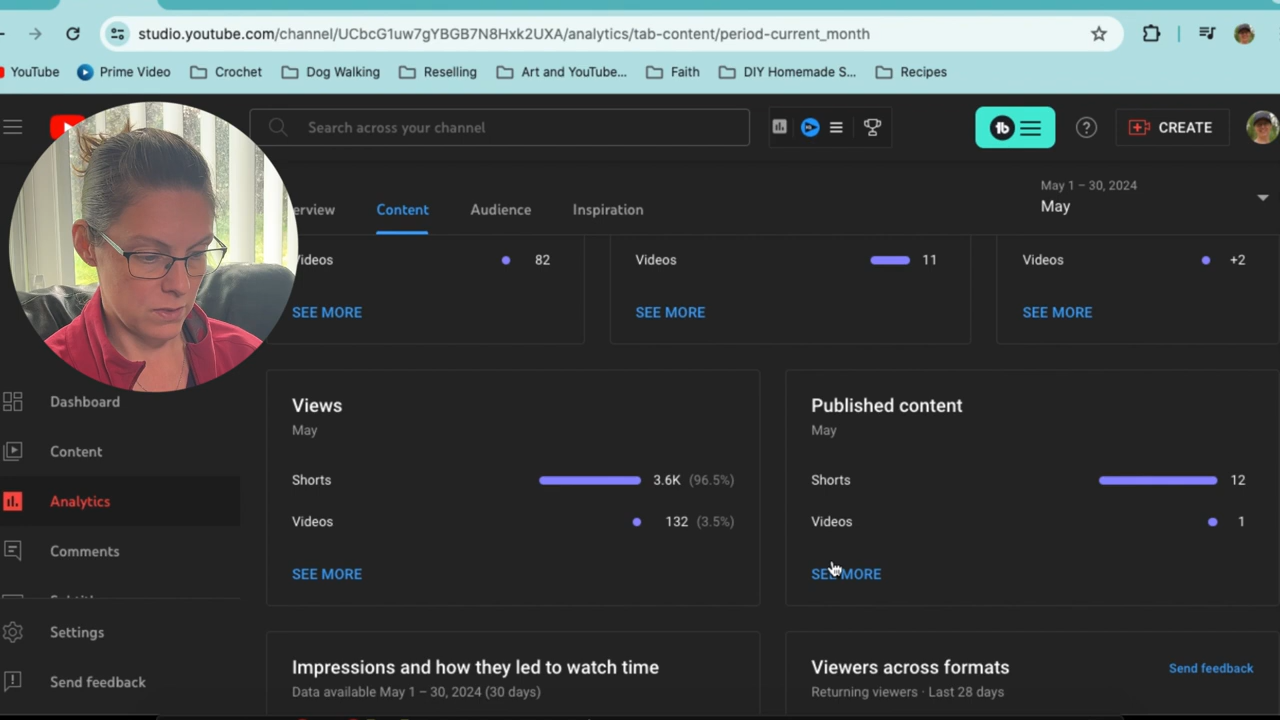 studio.youtube.com/channel/UCbcG1uw7gYBGB7N8Hxk2UXA/analytics/tab-content/period-current_month
YouTube Prime Video Crochet Dog Walking Reselling Art and YouTube... Faith DIY Homemade S... Recipes
Search across your channel
CREATE
May 1 – 30, 2024
May
erview Content Audience Inspiration
Videos 82
Videos 11
Videos +2
SEE MORE
SEE MORE
SEE MORE
Dashboard
Content
Analytics
Comments
Settings
Send feedback
Views
May
Shorts 3.6K (96.5%)
Videos 132 (3.5%)
SEE MORE
Published content
May
Shorts 12
Videos 1
SEE MORE
Impressions and how they led to watch time
Data available May 1 – 30, 2024 (30 days)
Viewers across formats
Send feedback
Returning viewers · Last 28 days